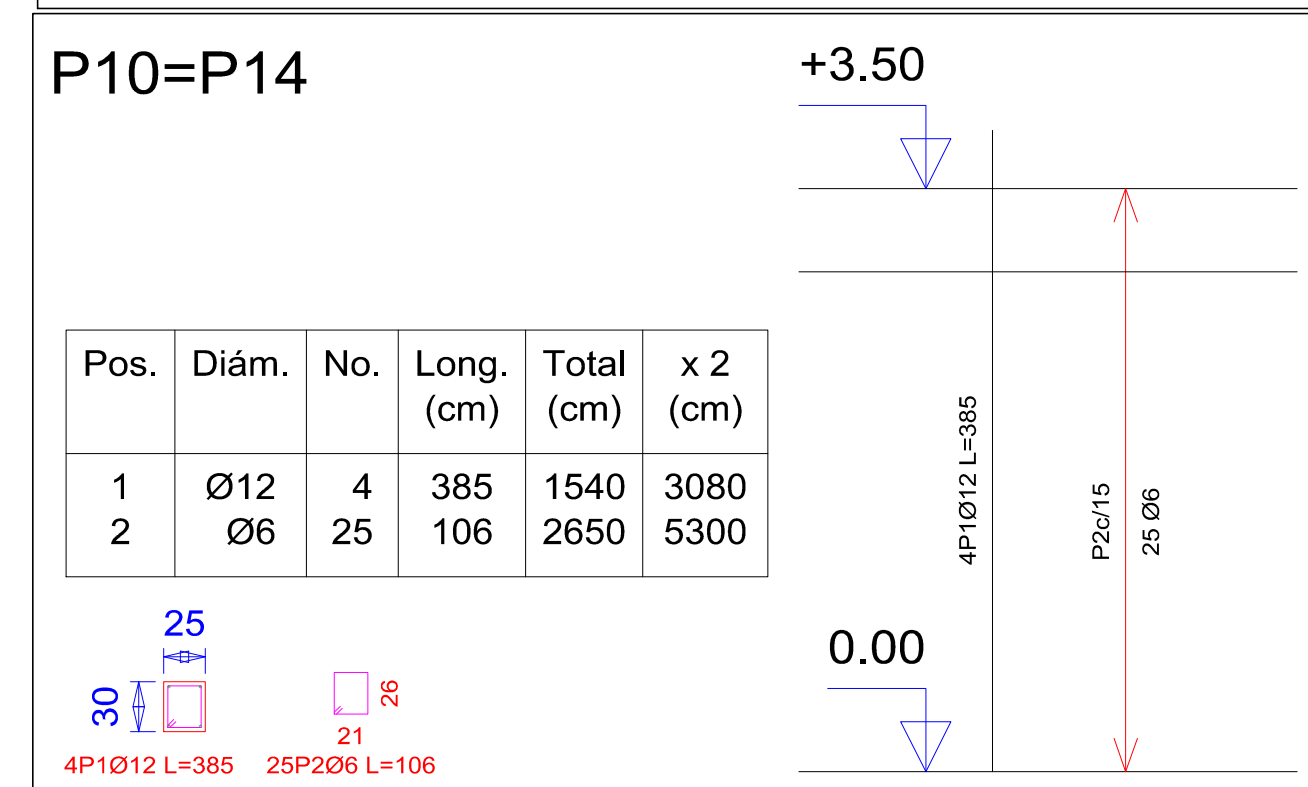 P10=P14
+3.50
Pos. Diám. No. Long. (cm) Total (cm) x 2 (cm)
1 Ø12 4 385 1540 3080
2 Ø6 25 106 2650 5300
4P1Ø12 L=385
P2c/15
25 Ø6
0.00
25
30
26
21
4P1Ø12 L=385
25P2Ø6 L=106